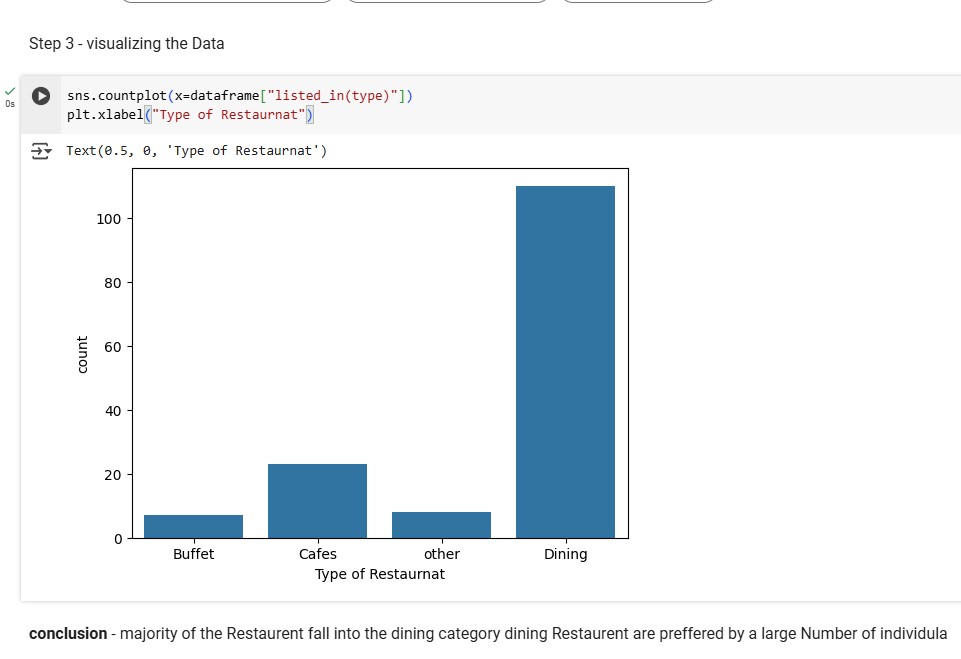 Step 3 - visualizing the Data
0s
sns.countplot(x=dataframe["listed_in(type)"])
plt.xlabel("Type of Restaurnat")
Text(0.5, 0, 'Type of Restaurnat')
100
80
60
40
20
0
count
Buffet Cafes other Dining
Type of Restaurnat
conclusion - majority of the Restaurent fall into the dining category dining Restaurent are preffered by a large Number of individula